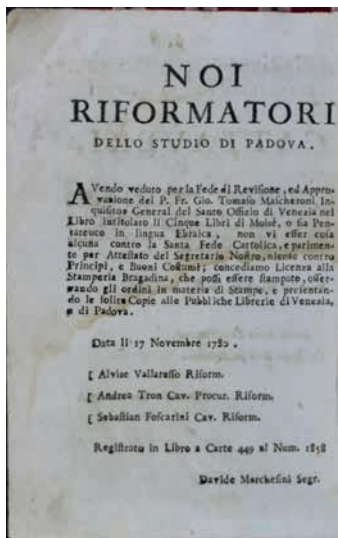 NOI
RIFORMATORI
DELLO STUDIO DI PADOVA.
AVendo veduto per la Fede di Revisione, ed Appro-
vazione del P. Fr. Gio. Tomaso Mascheroni In-
quisitor General del Santo Offizio di Venezia nel
Libro intitolato li Cinque Libri di Moisè, o sia Pen-
tateuco in lingua Ebraica, non vi esser cosa
alcuna contro la Santa Fede Cattolica, e parimen-
te per Attestato del Segretario Nostro, niente contro
Principi, e Buoni Costumi; concediamo Licenza alla
Stamperia Bragadina, che possi essere stampato, osser-
vando gli ordini in materia di Stampe, e presentan-
do le solite Copie alle Pubbliche Librerie di Venezia,
e di Padova.
Data li 17 Novembre 1780.
[ Alvise Vallaresso Riform.
[ Andrea Tron Cav. Procur. Riform.
[ Sebastian Foscarini Cav. Riform.
Registrato in Libro a Carte 449 al Num. 1858
Davide Marchesini Segr.